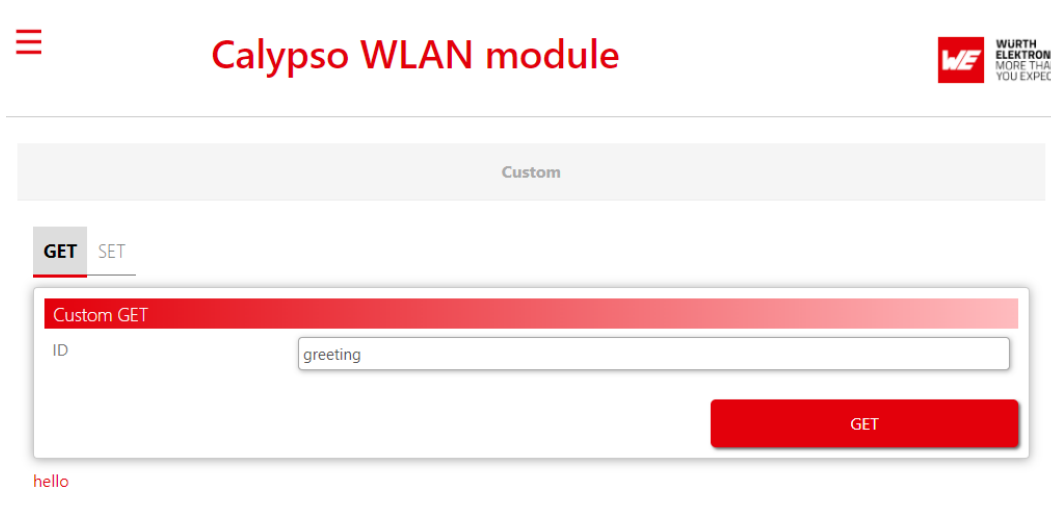 ☰ Calypso WLAN module
WURTH
ELEKTRON
MORE THA
YOU EXPEC
Custom
GET SET
Custom GET
ID greeting
GET
hello